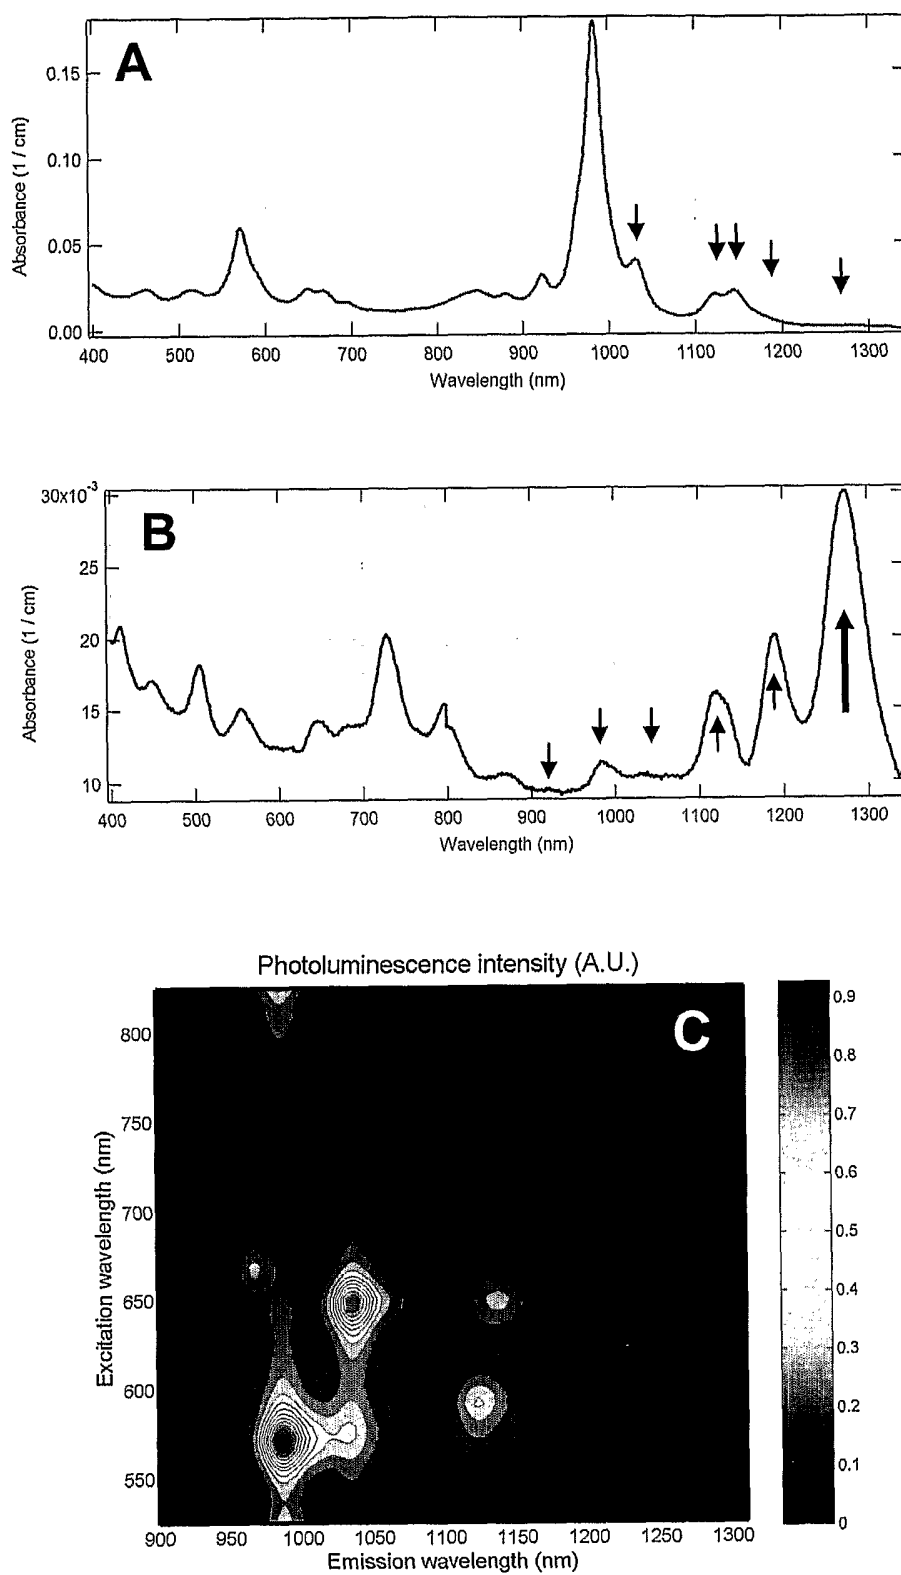 A
0.15
0.10
0.05
0.00
Absorbance (1 / cm)
400 500 600 700 800 900 1000 1100 1200 1300
Wavelength (nm)
B
30x10-3
25
20
15
10
Absorbance (1 / cm)
400 500 600 700 800 900 1000 1100 1200 1300
Wavelength (nm)
Photoluminescence intensity (A.U.)
C
800
750
700
650
600
550
Excitation wavelength (nm)
900 950 1000 1050 1100 1150 1200 1250 1300
Emission wavelength (nm)
0.9
0.8
0.7
0.6
0.5
0.4
0.3
0.2
0.1
0